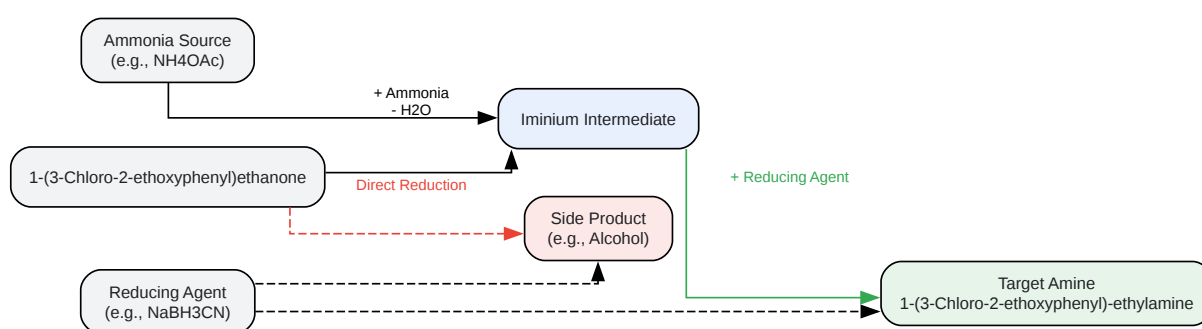 Ammonia Source
(e.g., NH4OAc)
+ Ammonia
- H2O
Iminium Intermediate
1-(3-Chloro-2-ethoxyphenyl)ethanone
Direct Reduction
+ Reducing Agent
Side Product
(e.g., Alcohol)
Reducing Agent
(e.g., NaBH3CN)
Target Amine
1-(3-Chloro-2-ethoxyphenyl)-ethylamine